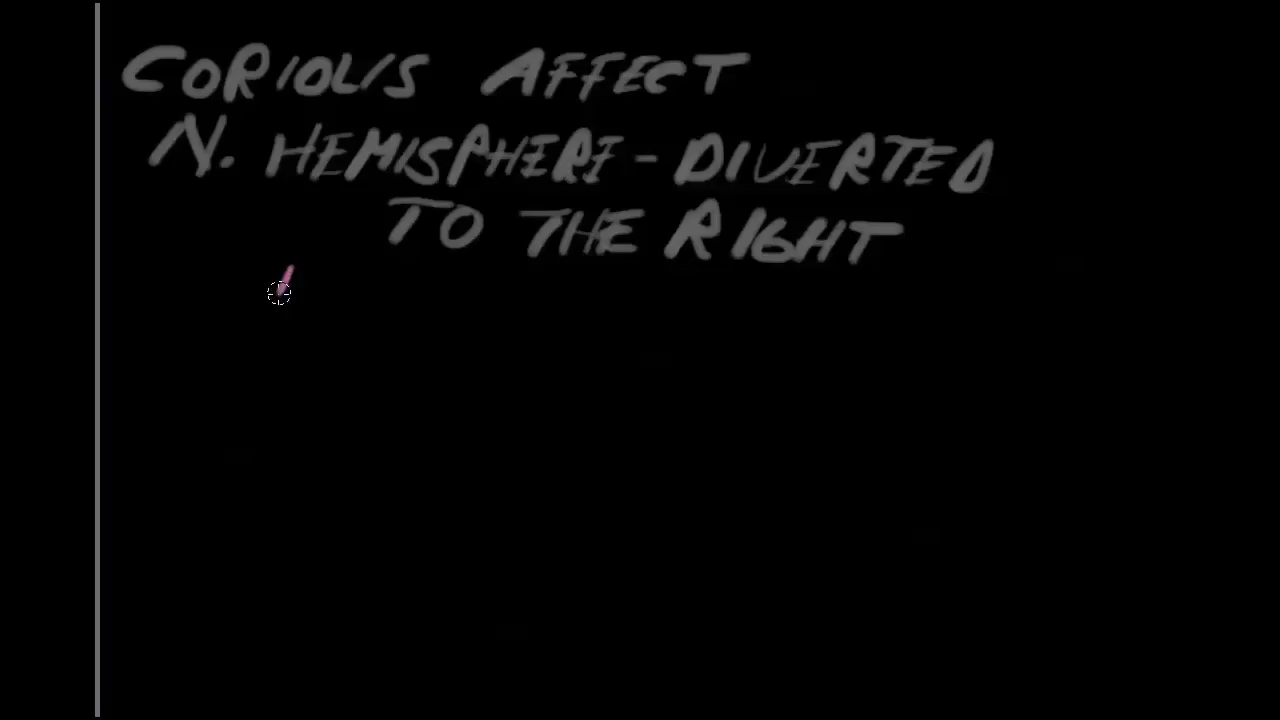 CORIOLIS AFFECT
N. HEMISPHERE - DIVERTED
TO THE RIGHT